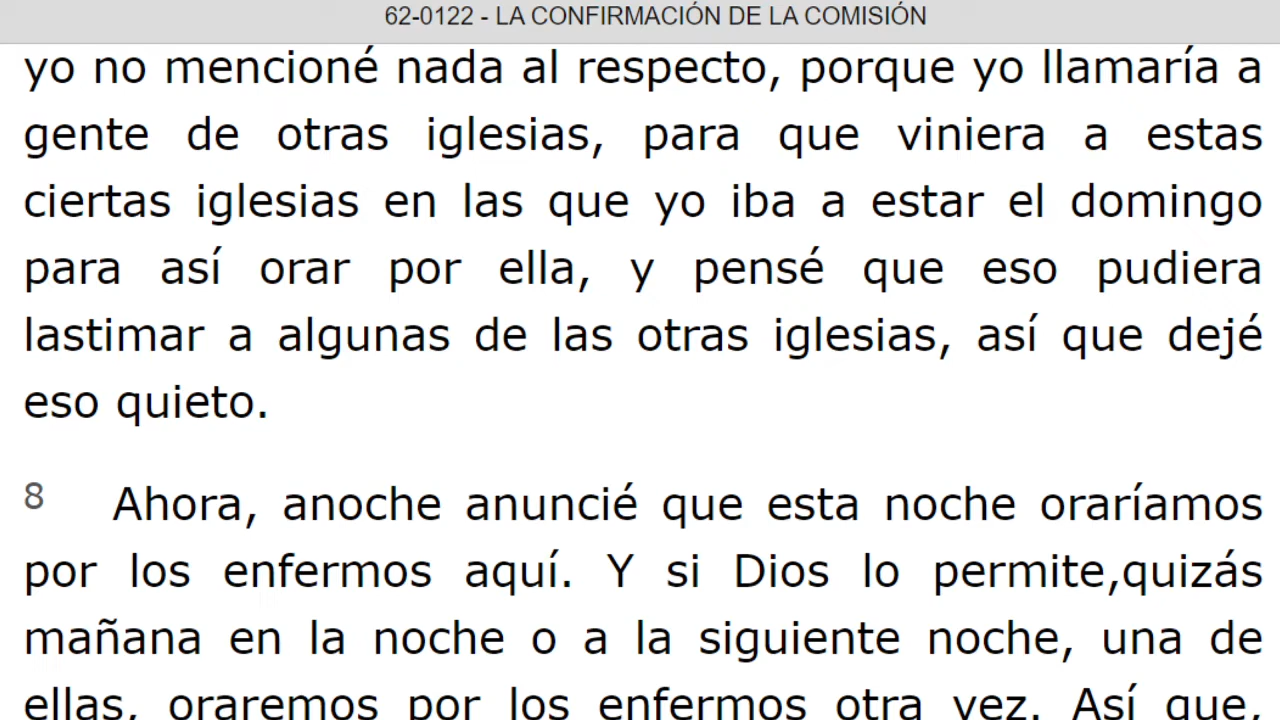 62-0122 - LA CONFIRMACIÓN DE LA COMISIÓN
yo no mencioné nada al respecto, porque yo llamaría a
gente de otras iglesias, para que viniera a estas
ciertas iglesias en las que yo iba a estar el domingo
para así orar por ella, y pensé que eso pudiera
lastimar a algunas de las otras iglesias, así que dejé
eso quieto.
8 Ahora, anoche anuncié que esta noche oraríamos
por los enfermos aquí. Y si Dios lo permite,quizás
mañana en la noche o a la siguiente noche, una de
ellas, oraremos por los enfermos otra vez. Así que,